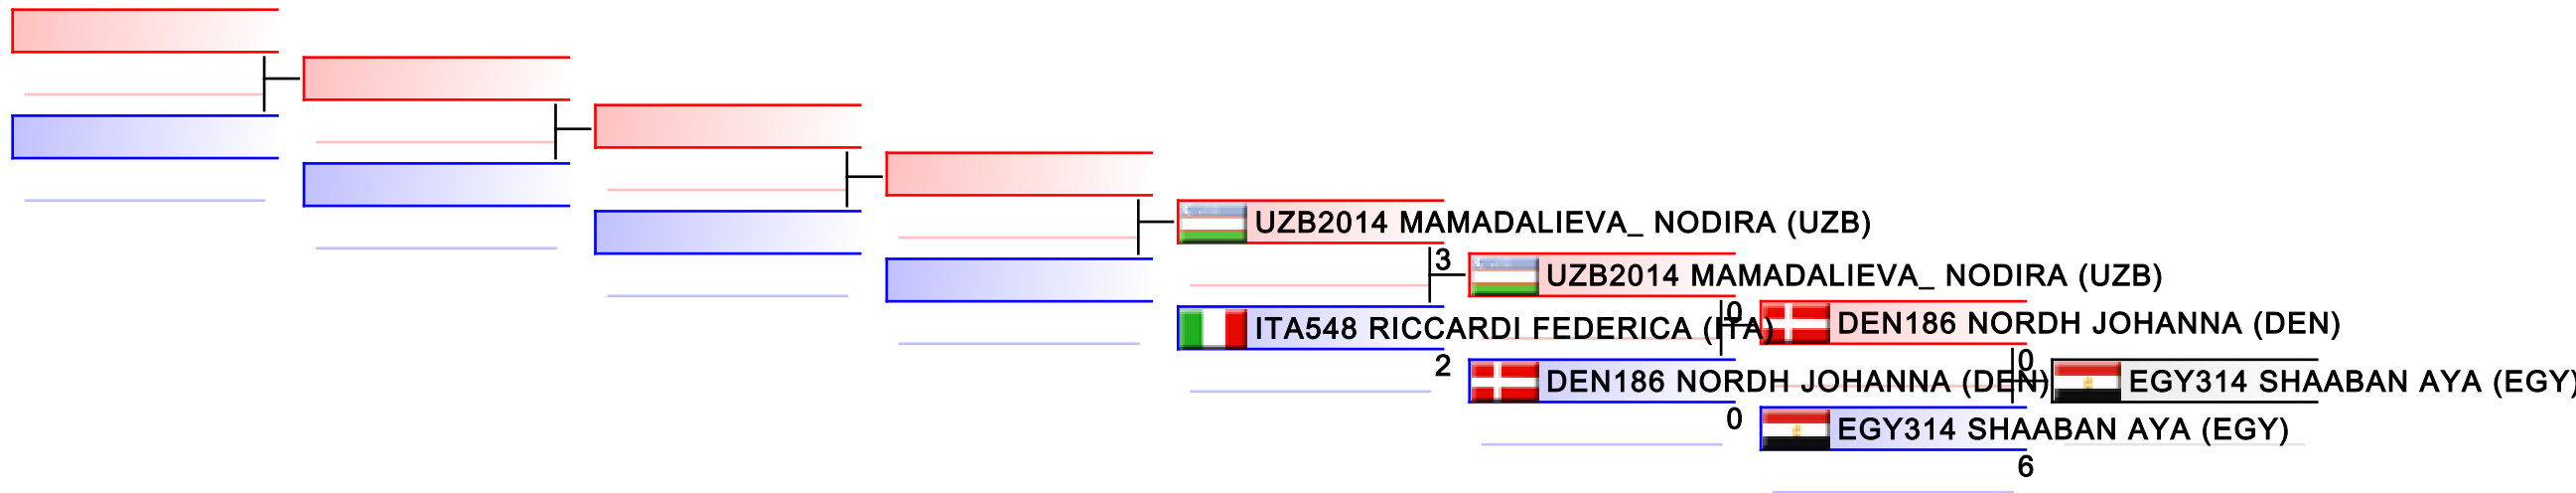 UZB2014 MAMADALIEVA_ NODIRA (UZB)
3
UZB2014 MAMADALIEVA_ NODIRA (UZB)
0
ITA548 RICCARDI FEDERICA (ITA)
DEN186 NORDH JOHANNA (DEN)
2
0
DEN186 NORDH JOHANNA (DEN)
EGY314 SHAABAN AYA (EGY)
0
EGY314 SHAABAN AYA (EGY)
6